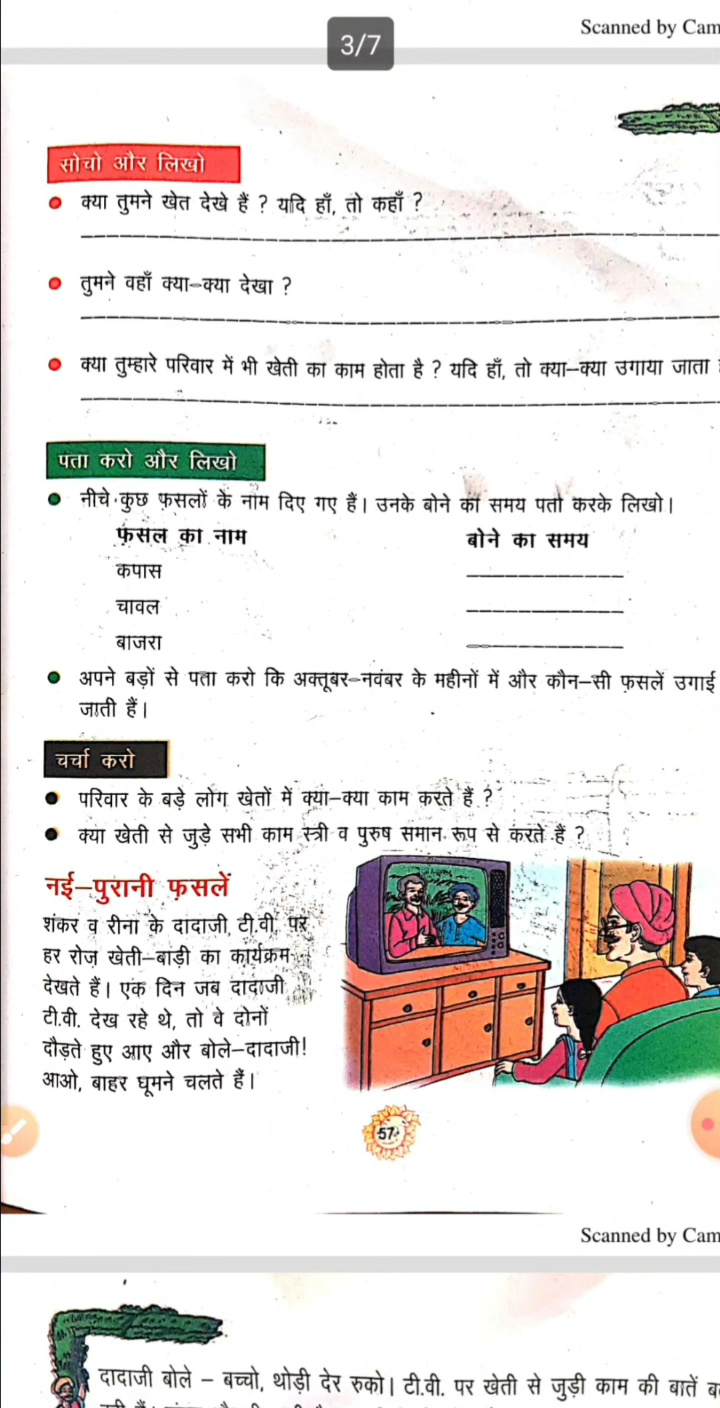 Scanned by Cam
3/7
सोचो और लिखो
क्या तुमने खेत देखे हैं ? यदि हाँ, तो कहाँ ?
तुमने वहाँ क्या-क्या देखा ?
क्या तुम्हारे परिवार में भी खेती का काम होता है ? यदि हाँ, तो क्या-क्या उगाया जाता
पता करो और लिखो
नीचे कुछ फ़सलों के नाम दिए गए हैं। उनके बोने का समय पता करके लिखो।
फ़सल का नाम बोने का समय
कपास
चावल
बाजरा
अपने बड़ों से पता करो कि अक्तूबर-नवंबर के महीनों में और कौन-सी फ़सलें उगाई
जाती हैं।
चर्चा करो
परिवार के बड़े लोग खेतों में क्या-क्या काम करते हैं ?
क्या खेती से जुड़े सभी काम स्त्री व पुरुष समान रूप से करते हैं ?
नई-पुरानी फ़सलें
शंकर व रीना के दादाजी टी.वी. पर
हर रोज़ खेती-बाड़ी का कार्यक्रम
देखते हैं। एक दिन जब दादाजी
टी.वी. देख रहे थे, तो वे दोनों
दौड़ते हुए आए और बोले-दादाजी!
आओ, बाहर घूमने चलते हैं।
57
Scanned by Cam
दादाजी बोले - बच्चो, थोड़ी देर रुको। टी.वी. पर खेती से जुड़ी काम की बातें